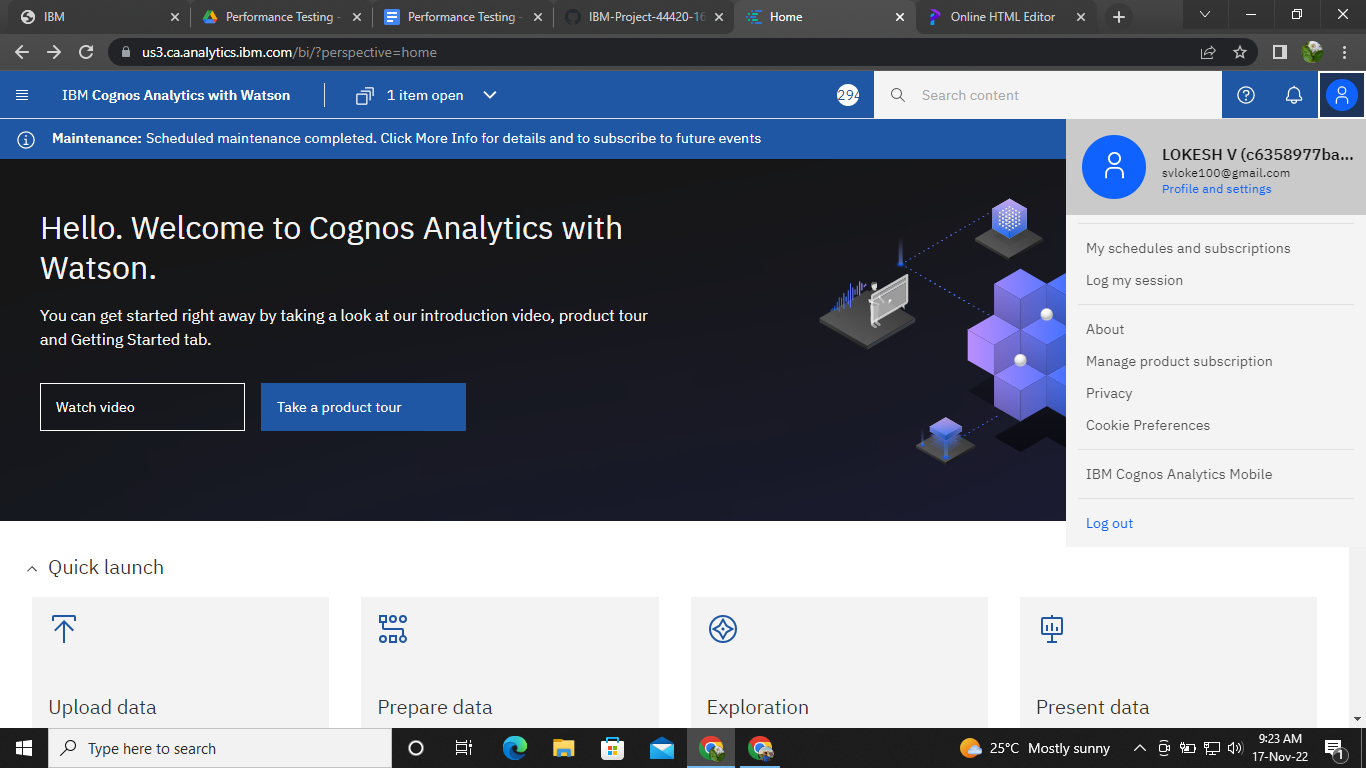 IBM
Performance Testing -
Performance Testing -
IBM-Project-44420-16
Home
Online HTML Editor
us3.ca.analytics.ibm.com/bi/?perspective=home
IBM Cognos Analytics with Watson
1 item open
294
Search content
Maintenance: Scheduled maintenance completed. Click More Info for details and to subscribe to future events
LOKESH V (c6358977ba...
svloke100@gmail.com
Profile and settings
My schedules and subscriptions
Log my session
About
Manage product subscription
Privacy
Cookie Preferences
IBM Cognos Analytics Mobile
Log out
Hello. Welcome to Cognos Analytics with
Watson.
You can get started right away by taking a look at our introduction video, product tour
and Getting Started tab.
Watch video
Take a product tour
Quick launch
Upload data
Prepare data
Exploration
Present data
Type here to search
25°C Mostly sunny
9:23 AM
17-Nov-22
1